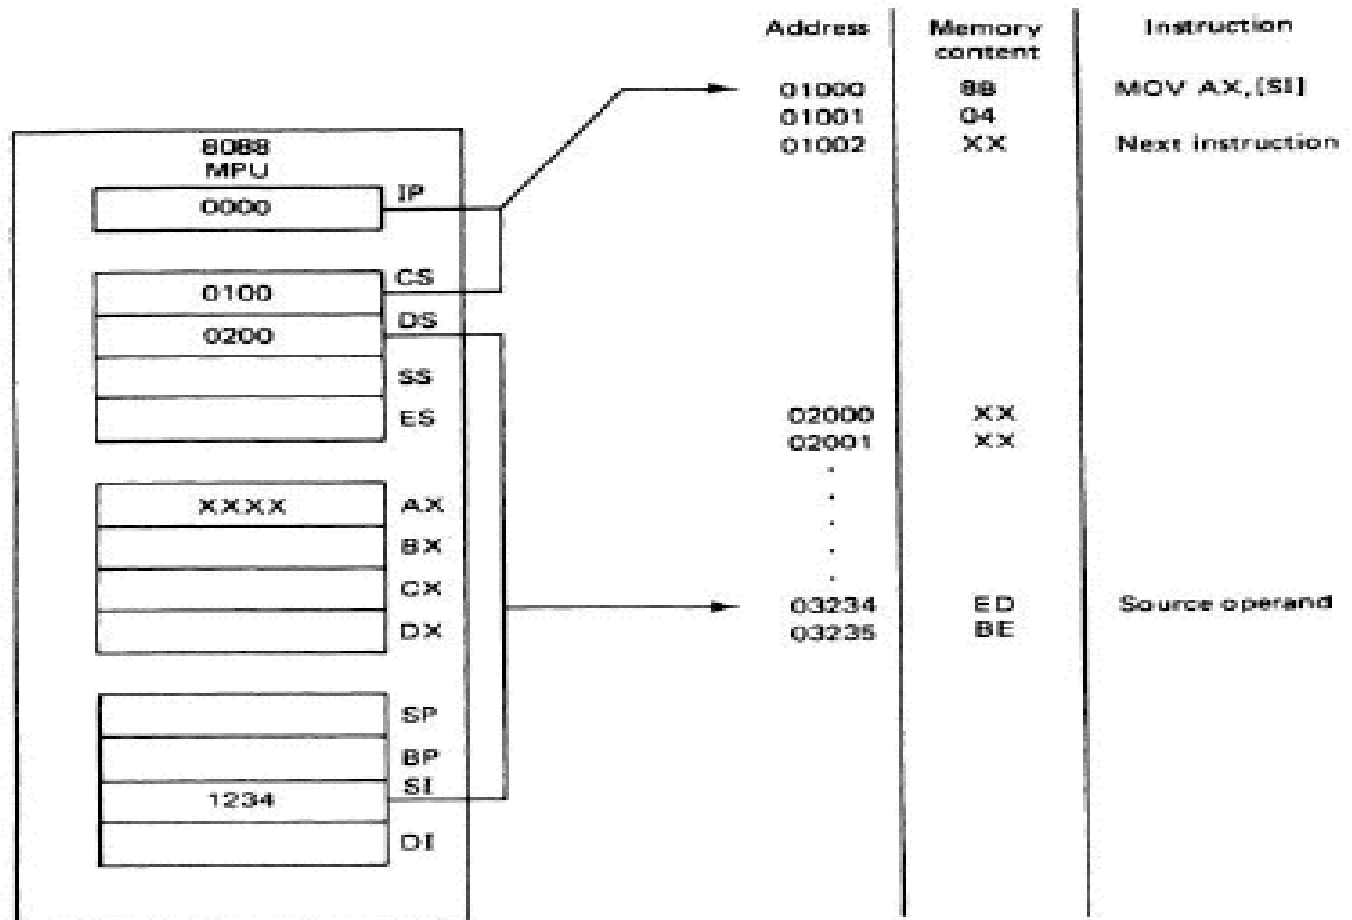 Address Memory content Instruction
01000 8B MOV AX, [SI]
01001 04
01002 XX Next instruction
8088
MPU
0000 IP
0100 CS
0200 DS
SS
ES
02000 XX
02001 XX
XXXX AX
BX
CX
DX
03234 ED Source operand
03235 BE
SP
BP
1234 SI
DI